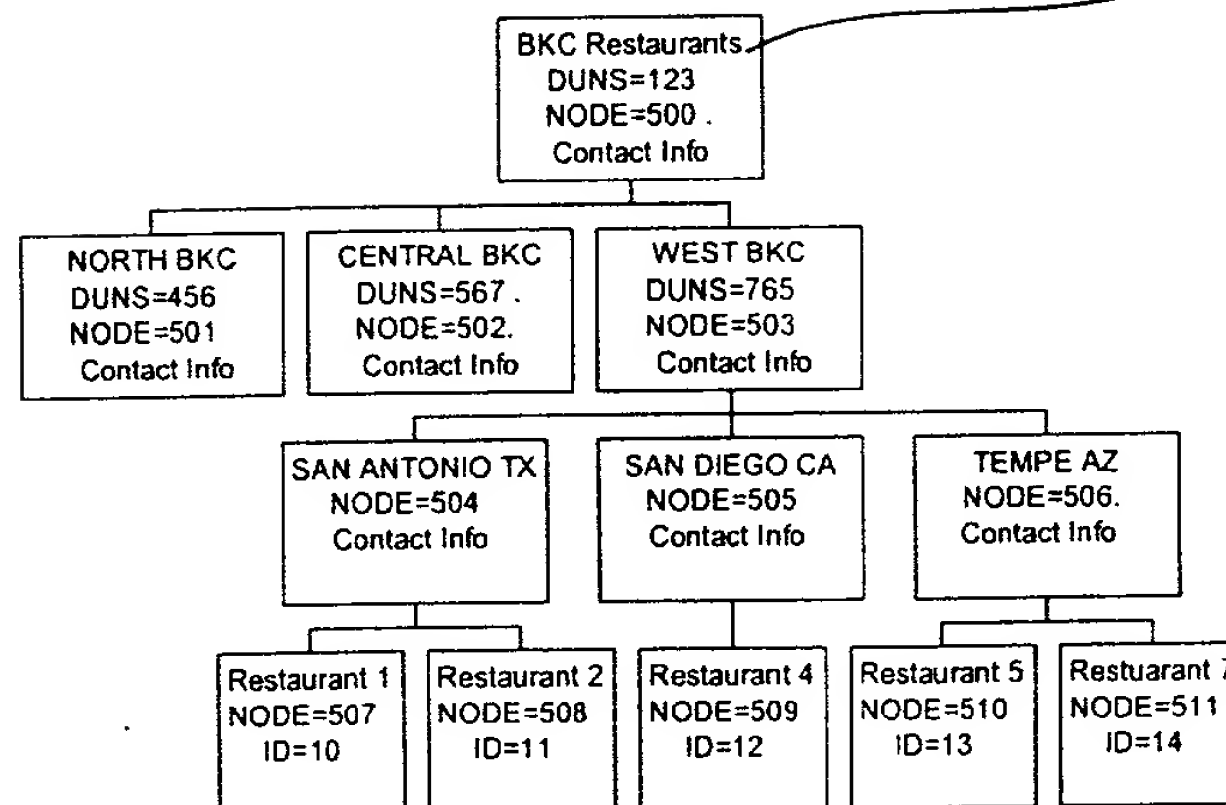 BKC Restaurants
DUNS=123
NODE=500 .
Contact Info
NORTH BKC
DUNS=456
NODE=501
Contact Info
CENTRAL BKC
DUNS=567 .
NODE=502.
Contact Info
WEST BKC
DUNS=765
NODE=503
Contact Info
SAN ANTONIO TX
NODE=504
Contact Info
SAN DIEGO CA
NODE=505
Contact Info
TEMPE AZ
NODE=506.
Contact Info
Restaurant 1
NODE=507
ID=10
Restaurant 2
NODE=508
ID=11
Restaurant 4
NODE=509
ID=12
Restaurant 5
NODE=510
ID=13
Restuarant 7
NODE=511
ID=14